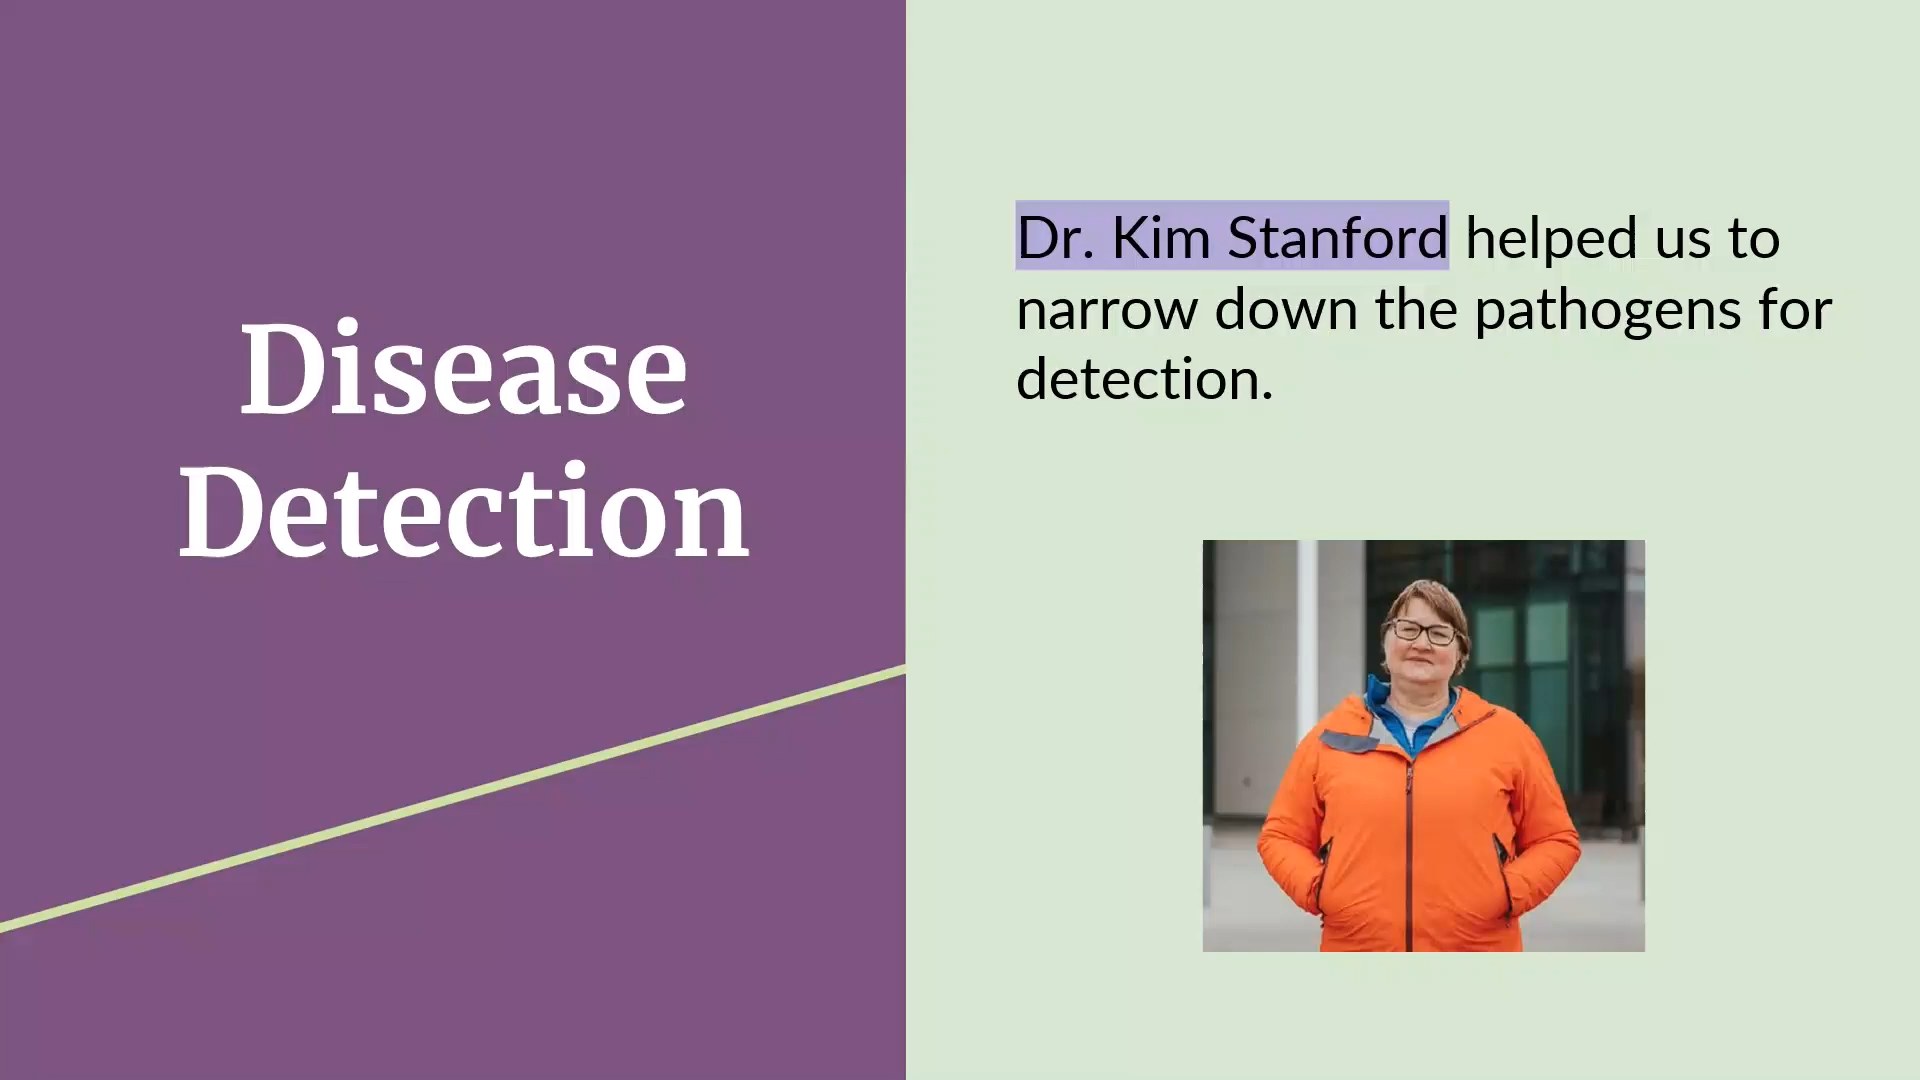 Disease
Detection
Dr. Kim Stanford helped us to
narrow down the pathogens for
detection.